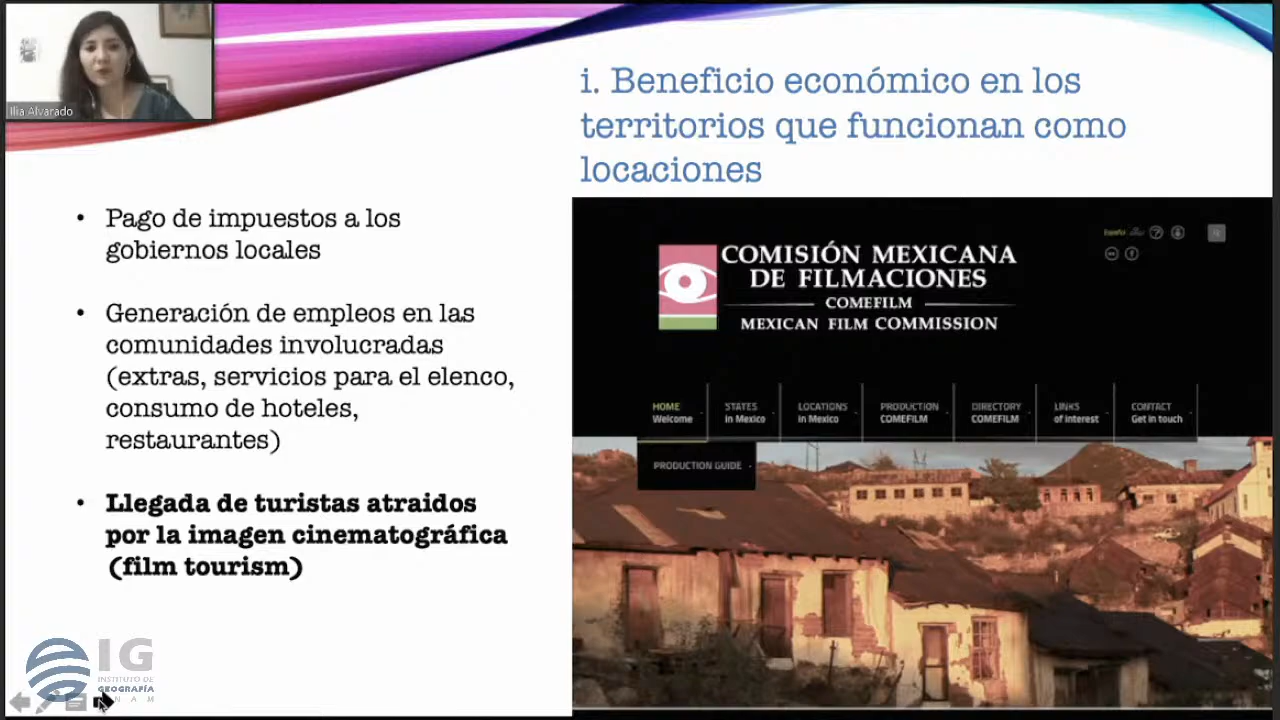 Ilia Alvarado
i. Beneficio económico en los
territorios que funcionan como
locaciones
• Pago de impuestos a los
gobiernos locales
• Generación de empleos en las
comunidades involucradas
(extras, servicios para el elenco,
consumo de hoteles,
restaurantes)
• Llegada de turistas atraidos
por la imagen cinematográfica
(film tourism)
Español
COMISIÓN MEXICANA
DE FILMACIONES
COMEFILM
MEXICAN FILM COMMISSION
HOME STATES LOCATIONS PRODUCTION DIRECTORY LINKS CONTACT
Welcome in Mexico in Mexico COMEFILM COMEFILM of interest Get in touch
PRODUCTION GUIDE
IG
INSTITUTO DE
GEOGRAFÍA
UNAM